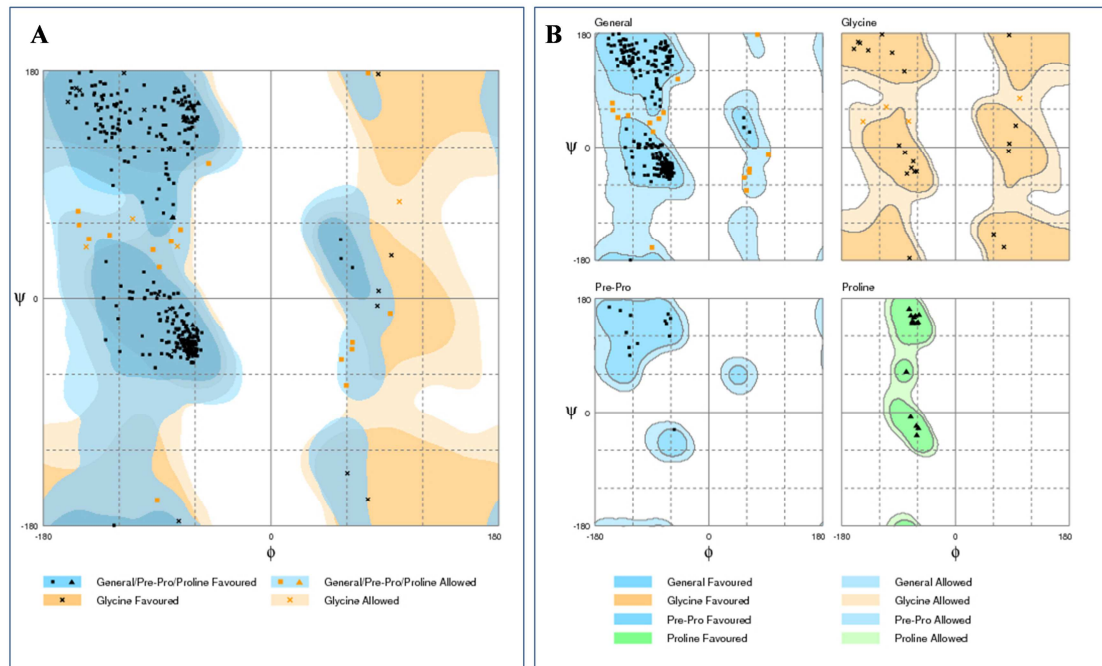 A
180
ψ
0
-180
-180
0
180
ϕ
General/Pre-Pro/Proline Favoured
General/Pre-Pro/Proline Allowed
Glycine Favoured
Glycine Allowed
B
General
Glycine
180
ψ
0
-180
Pre-Pro
Proline
180
ψ
0
-180
-180
0
180
-180
0
180
ϕ
ϕ
General Favoured
General Allowed
Glycine Favoured
Glycine Allowed
Pre-Pro Favoured
Pre-Pro Allowed
Proline Favoured
Proline Allowed